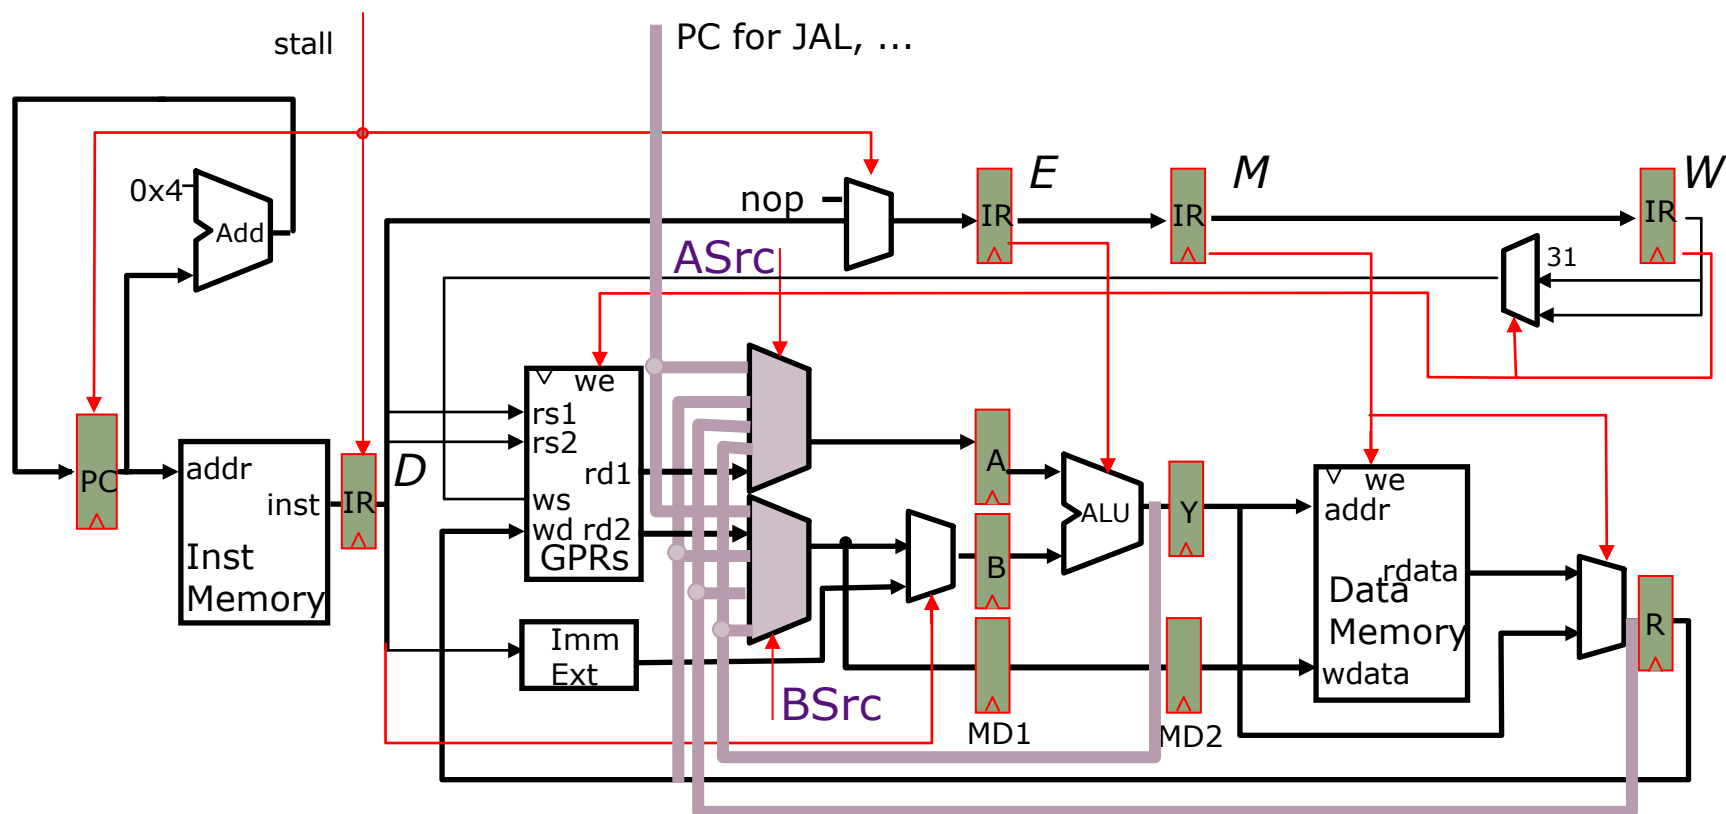 stall
PC for JAL, ...
0x4
Add
nop
IR
E
IR
M
IR
W
ASrc
31
we
rs1
rs2
rd1
ws
wd rd2
GPRs
PC
addr
inst
Inst
Memory
IR
D
A
B
ALU
Y
we
addr
rdata
Data
Memory
wdata
R
Imm
Ext
BSrc
MD1
MD2